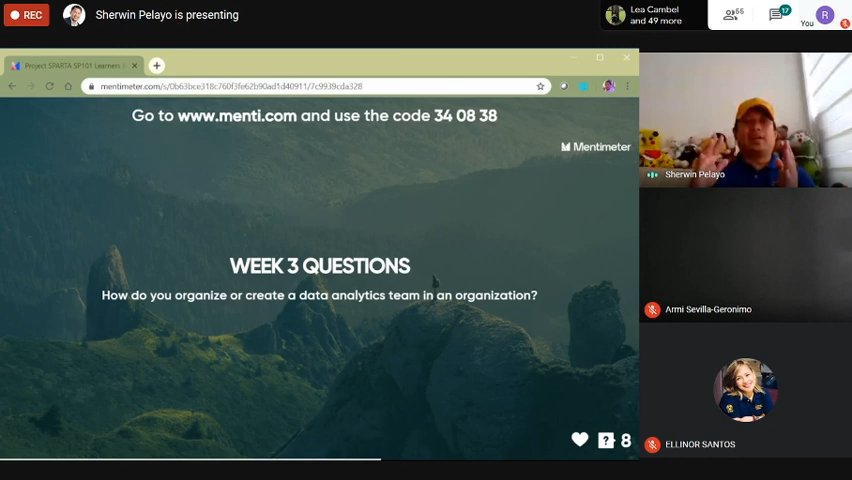 REC
Sherwin Pelayo is presenting
Lea Cambel
and 49 more
55
17
You
R
Project SPARTA SP101 Learners
mentimeter.com/s/0b63bce318c760f3fe62b90ad1d40911/7c9939cda328
Go to www.menti.com and use the code 34 08 38
Mentimeter
WEEK 3 QUESTIONS
How do you organize or create a data analytics team in an organization?
8
Sherwin Pelayo
Armi Sevilla-Geronimo
ELLINOR SANTOS